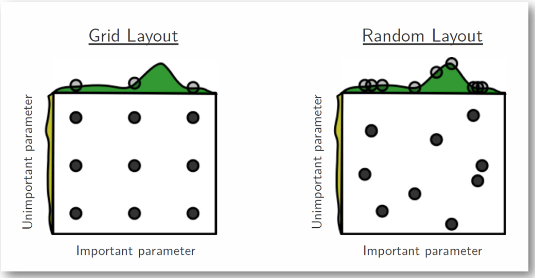 Grid Layout
Unimportant parameter
Important parameter
Random Layout
Unimportant parameter
Important parameter